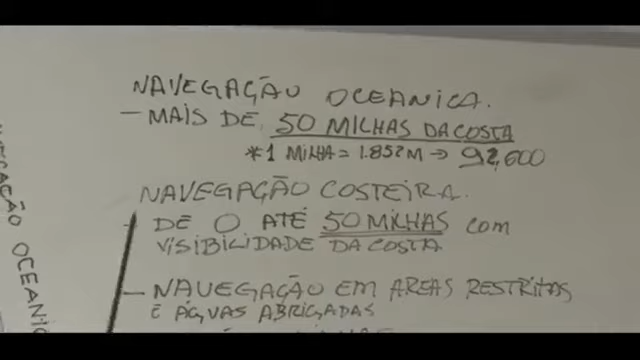 NAVEGAÇÃO OCEANICA.
- MAIS DE 50 MILHAS DA COSTA
* 1 MILHA = 1.852 M → 92,600
NAVEGAÇÃO COSTEIRA.
DE 0 ATÉ 50 MILHAS COM
VISIBILIDADE DA COSTA
- NAVEGAÇÃO EM AREAS RESTRITAS
E ÁGUAS ABRIGADAS